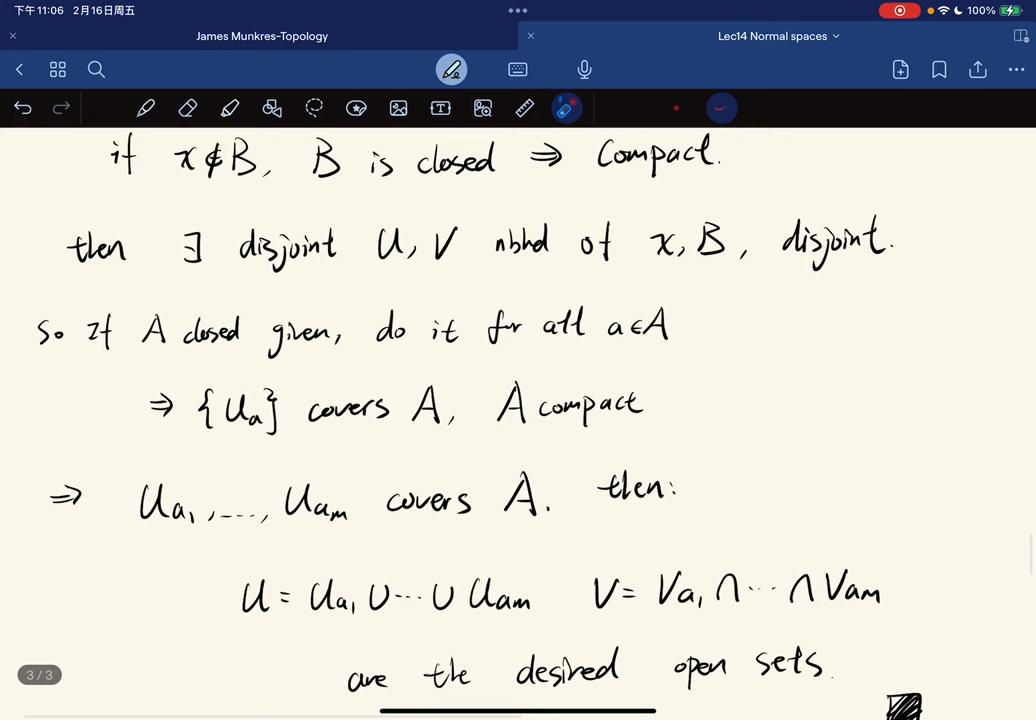 下午11:06 2月16日周五
100%
James Munkres-Topology
Lec14 Normal spaces
if x∉B, B is closed ⇒ Compact.
then ∃ disjoint U, V nbhd of x, B, disjoint.
So If A closed given, do it for all a∈A
⇒ {Ua} covers A, A compact
⇒ Ua₁, ..., Uam covers A. then:
U = Ua₁ ∪ ... ∪ Uam V = Va₁ ∩ ... ∩ Vam
3 / 3
are the desired open sets.